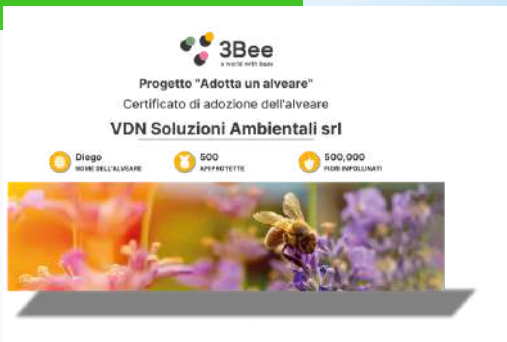 3Bee
a world with bees
Progetto "Adotta un alveare"
Certificato di adozione dell'alveare
VDN Soluzioni Ambientali srl
Diego
NOME DELL'ALVEARE
500
API PROTETTE
500,000
FIORI IMPOLLINATI